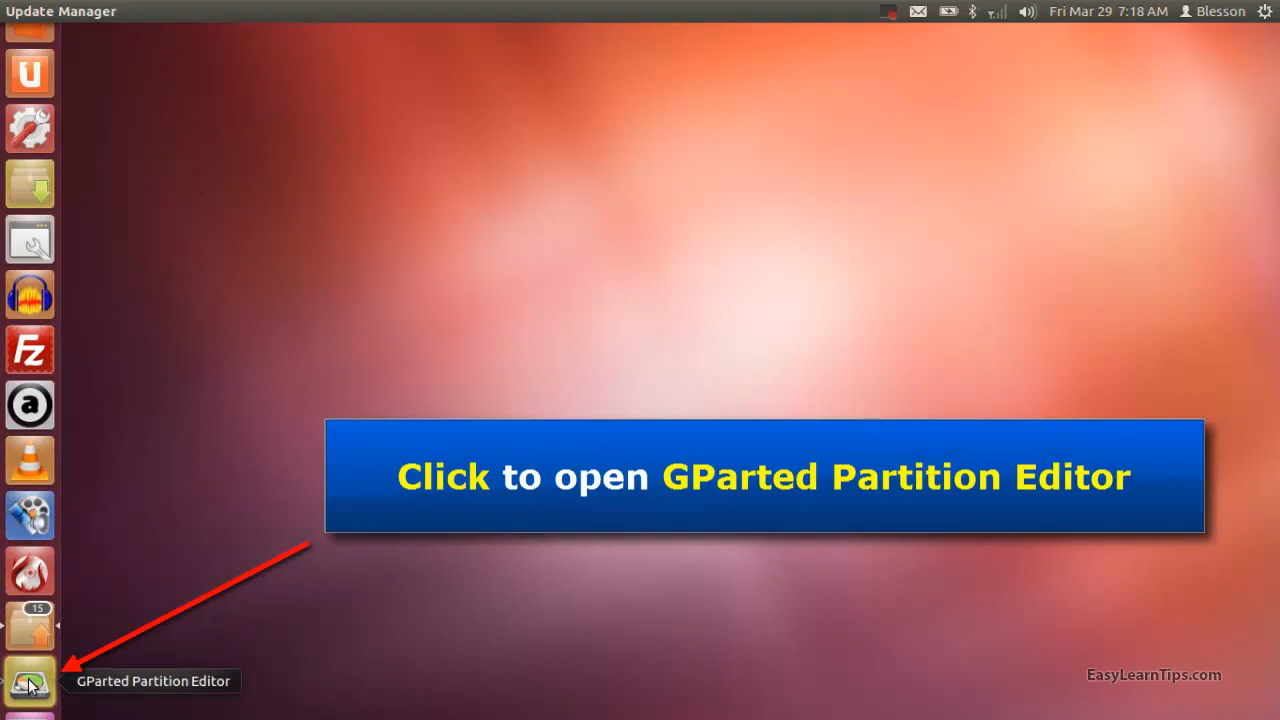 Update Manager
Fri Mar 29 7:18 AM
Blesson
U
Fz
a
Click to open GParted Partition Editor
15
GParted Partition Editor
EasyLearnTips.com